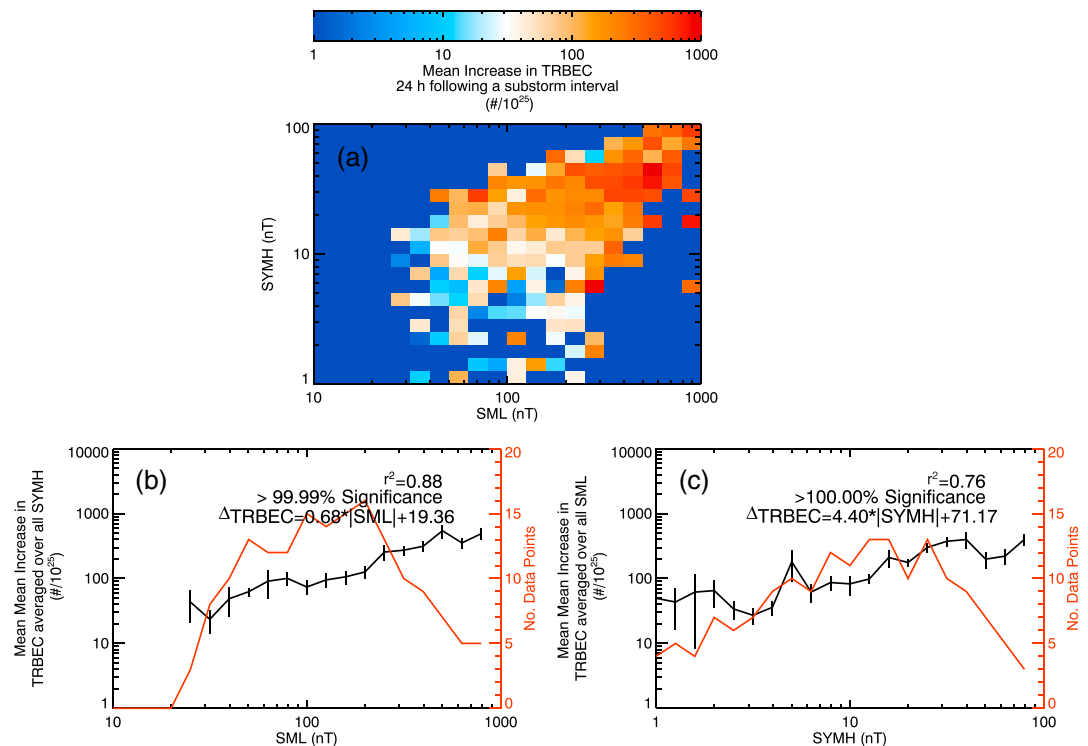 1 10 100 1000
Mean Increase in TRBEC
24 h following a substorm interval
(#/10²⁵)
(a)
100
10
1
SYMH (nT)
10 100 1000
SML (nT)
(b)
r²=0.88
> 99.99% Significance
ΔTRBEC=0.68*|SML|+19.36
Mean Mean Increase in
TRBEC averaged over all SYMH
(#/10²⁵)
10000
1000
100
10
1
20
15
10
5
0
No. Data Points
10 100 1000
SML (nT)
(c)
r²=0.76
>100.00% Significance
ΔTRBEC=4.40*|SYMH|+71.17
Mean Mean Increase in
TRBEC averaged over all SML
(#/10²⁵)
10000
1000
100
10
1
20
15
10
5
0
No. Data Points
1 10 100
SYMH (nT)